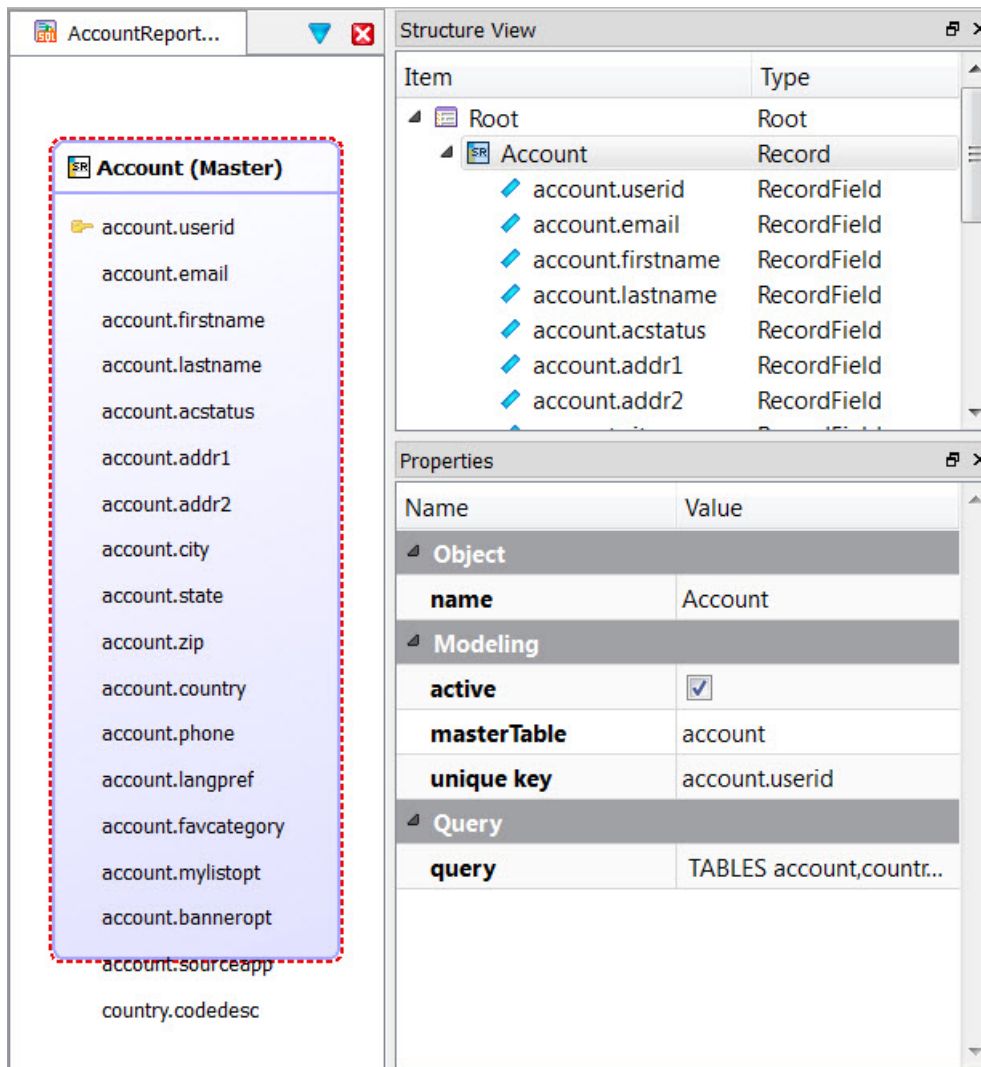 AccountReport...
Account (Master)
account.userid
account.email
account.firstname
account.lastname
account.acstatus
account.addr1
account.addr2
account.city
account.state
account.zip
account.country
account.phone
account.langpref
account.favcategory
account.mylistopt
account.banneropt
account.sourceapp
country.codedesc
Structure View
Item Type
Root Root
Account Record
account.userid RecordField
account.email RecordField
account.firstname RecordField
account.lastname RecordField
account.acstatus RecordField
account.addr1 RecordField
account.addr2 RecordField
Properties
Name Value
Object
name Account
Modeling
active
masterTable account
unique key account.userid
Query
query TABLES account,countr...